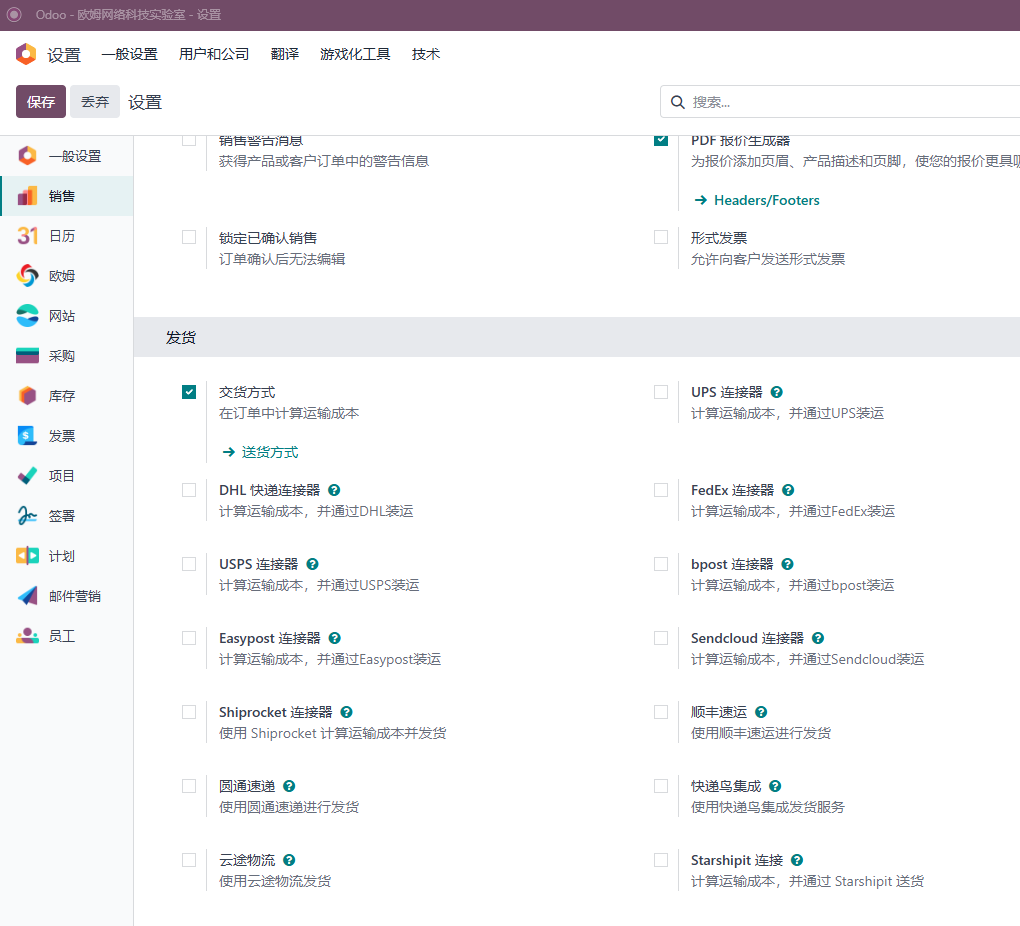 Odoo - 欧姆网络科技实验室 - 设置
设置 一般设置 用户和公司 翻译 游戏化工具 技术
保存 丢弃 设置 搜索...
一般设置
销售
日历
欧姆
网站
采购
库存
发票
项目
签署
计划
邮件营销
员工
销售警告消息
获得产品或客户订单中的警告信息
PDF 报价生成器
为报价添加页眉、产品描述和页脚，使您的报价更具
Headers/Footers
锁定已确认销售
订单确认后无法编辑
形式发票
允许向客户发送形式发票
发货
交货方式
在订单中计算运输成本
送货方式
UPS 连接器
计算运输成本，并通过UPS装运
DHL 快递连接器
计算运输成本，并通过DHL装运
FedEx 连接器
计算运输成本，并通过FedEx装运
USPS 连接器
计算运输成本，并通过USPS装运
bpost 连接器
计算运输成本，并通过bpost装运
Easypost 连接器
计算运输成本，并通过Easypost装运
Sendcloud 连接器
计算运输成本，并通过Sendcloud装运
Shiprocket 连接器
使用 Shiprocket 计算运输成本并发货
顺丰速运
使用顺丰速运进行发货
圆通速递
使用圆通速递进行发货
快递鸟集成
使用快递鸟集成发货服务
云途物流
使用云途物流发货
Starshipit 连接
计算运输成本，并通过 Starshipit 送货